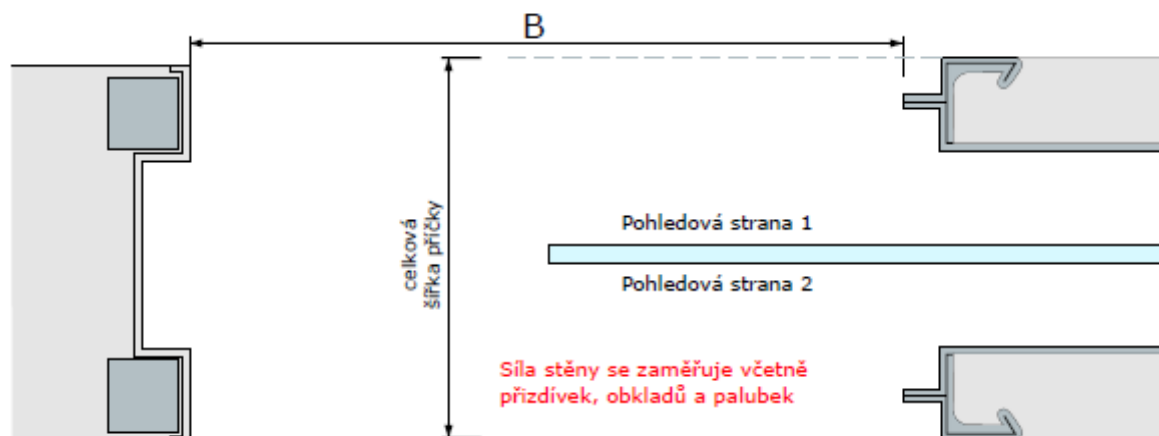 B
Pohledová strana 1
celková
šířka příčky
Pohledová strana 2
Síla stěny se zaměřuje včetně
přizdívek, obkladů a palubek